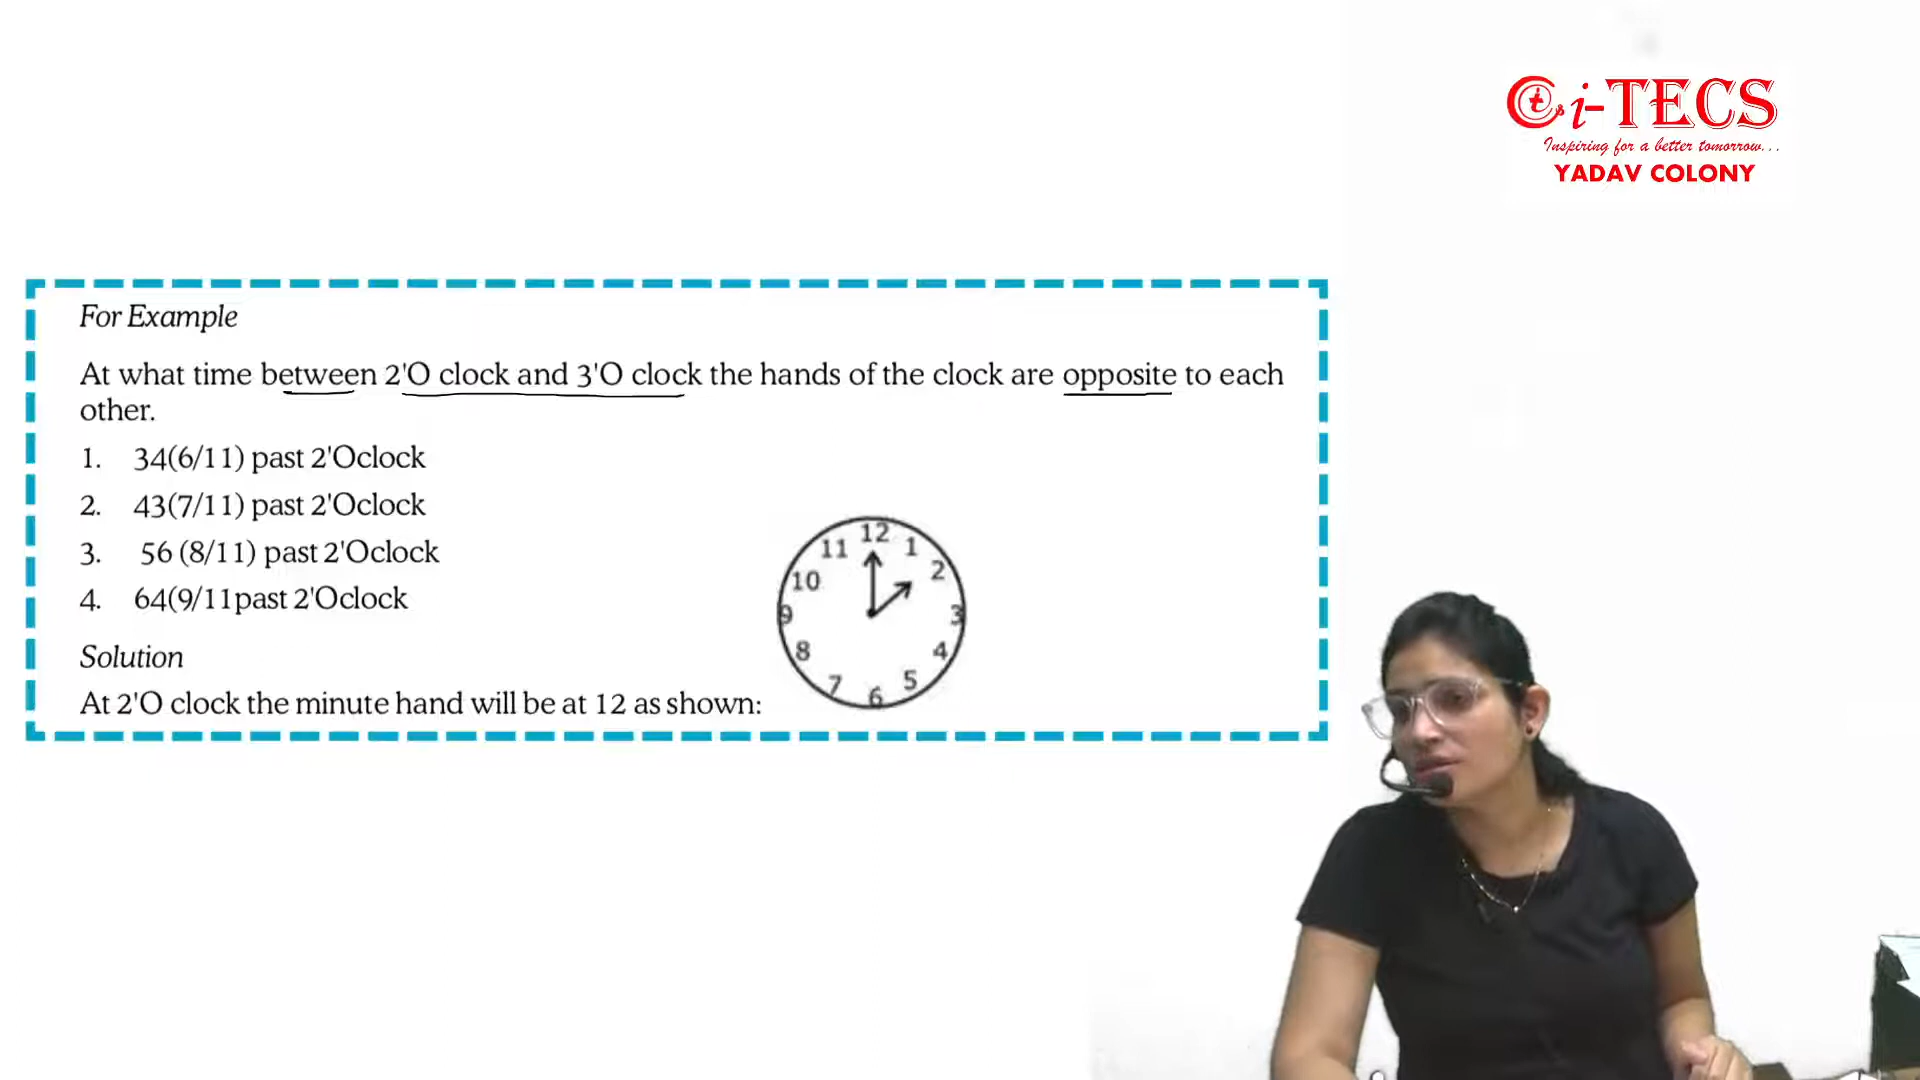 i-TECS
Inspiring for a better tomorrow...
YADAV COLONY
For Example
At what time between 2'O clock and 3'O clock the hands of the clock are opposite to each
other.
1. 34(6/11) past 2'Oclock
2. 43(7/11) past 2'Oclock
3. 56 (8/11) past 2'Oclock
4. 64(9/11past 2'Oclock
Solution
At 2'O clock the minute hand will be at 12 as shown:
12
11 1
10 2
9 3
8 4
7 5
6